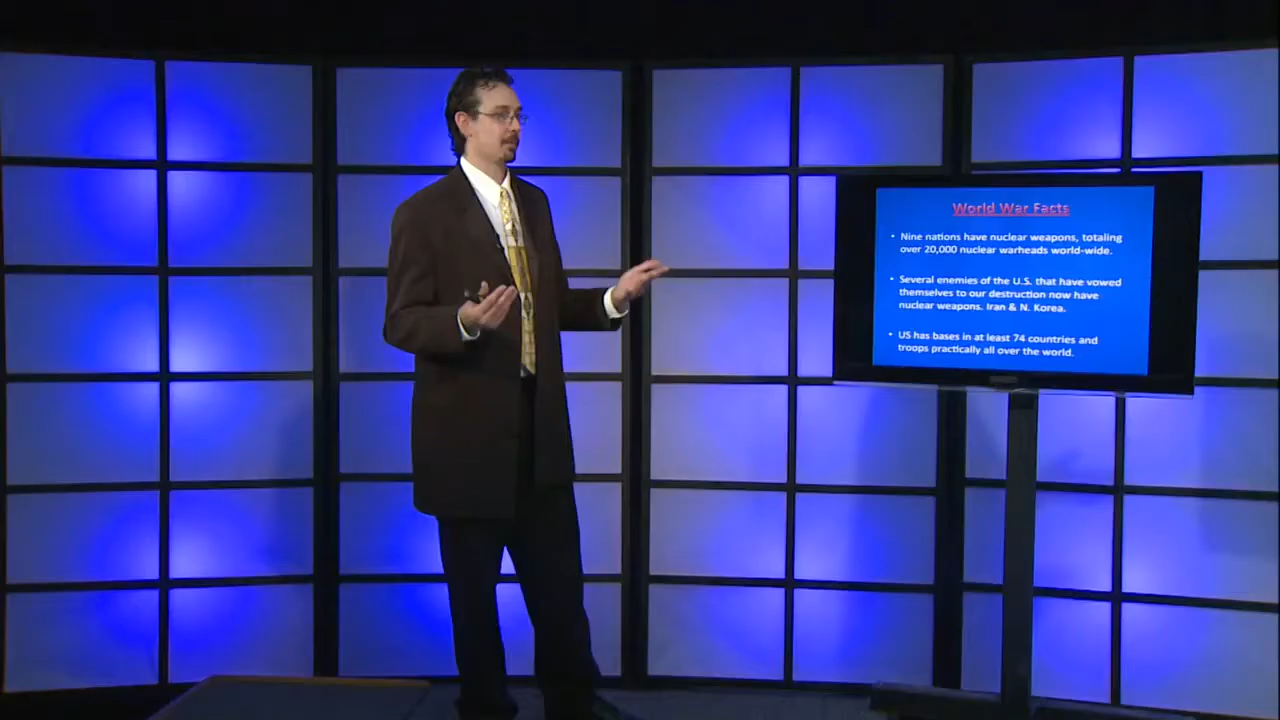 World War Facts
• Nine nations have nuclear weapons, totaling
over 20,000 nuclear warheads world-wide.
• Several enemies of the U.S. that have vowed
themselves to our destruction now have
nuclear weapons. Iran & N. Korea.
• US has bases in at least 74 countries and
troops practically all over the world.